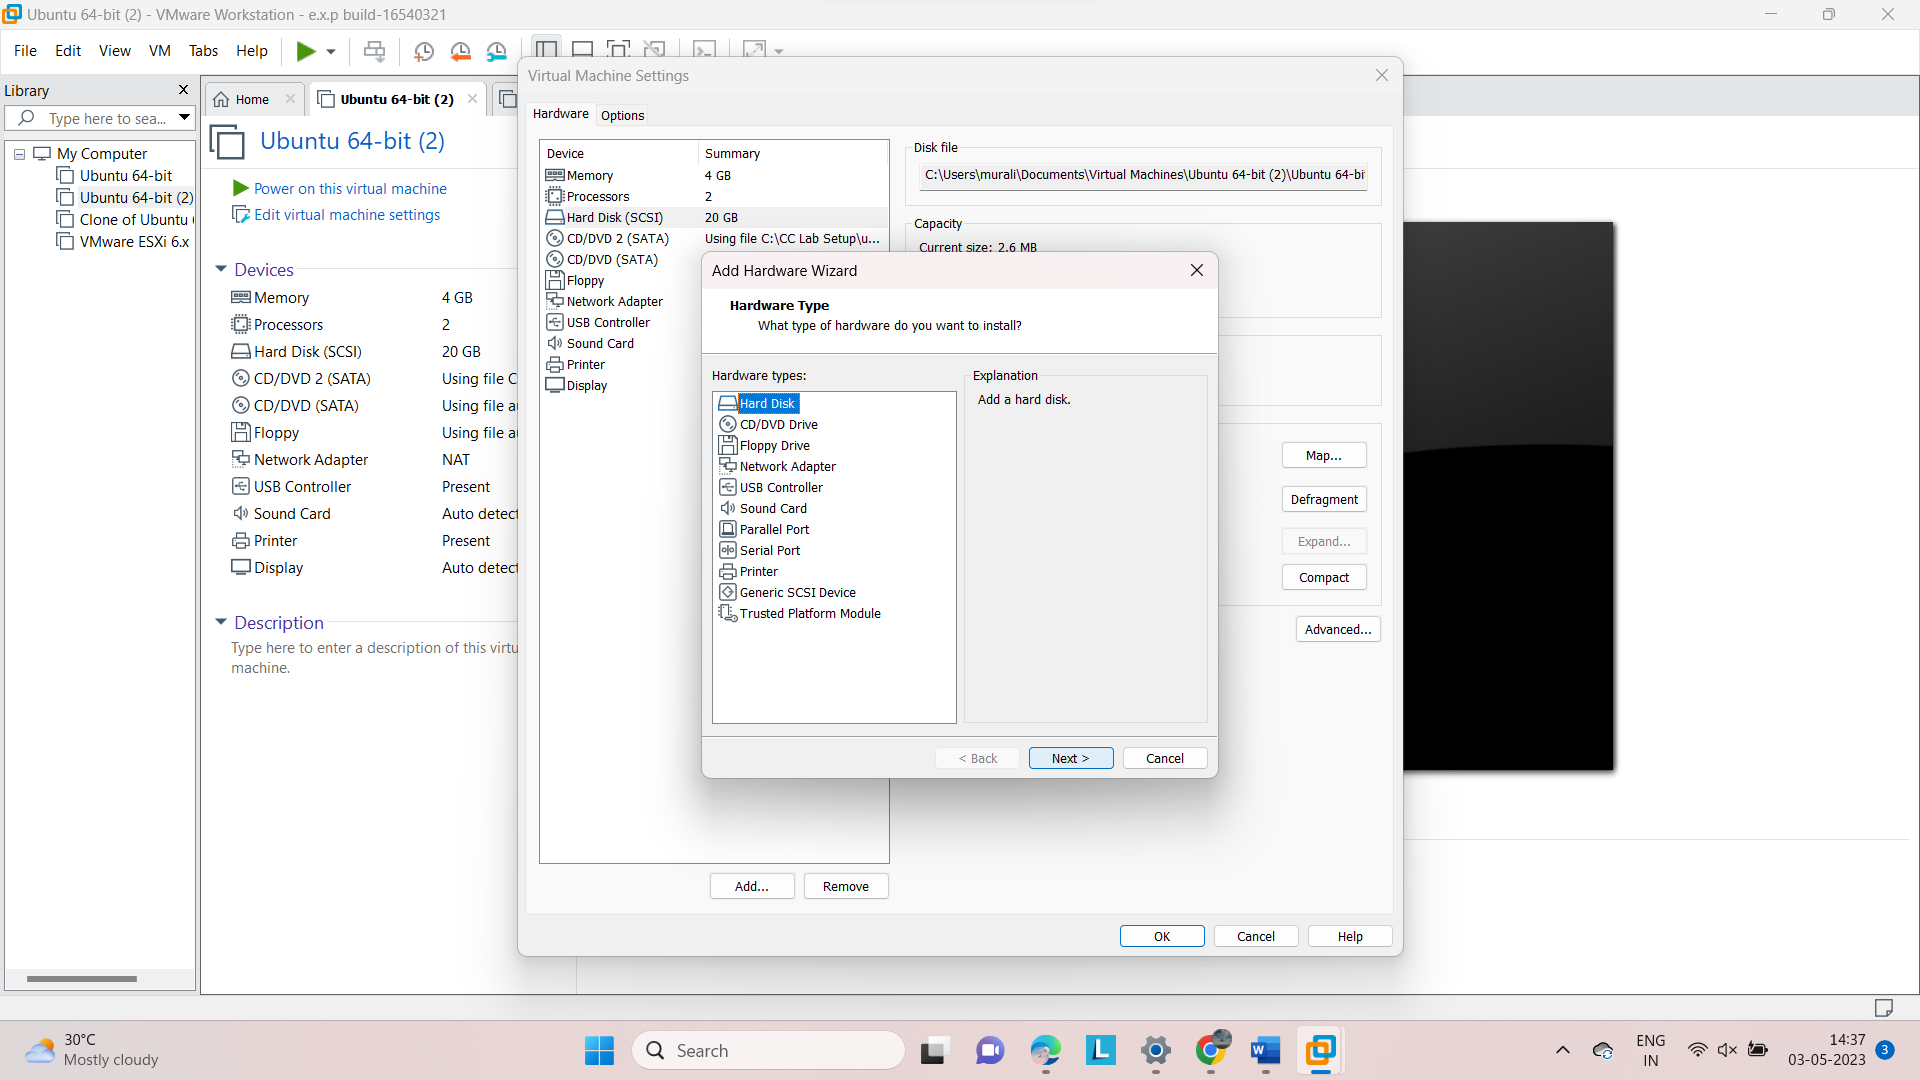 Ubuntu 64-bit (2) - VMware Workstation - e.x.p build-16540321
File Edit View VM Tabs Help
Library
Type here to sea...
My Computer
Ubuntu 64-bit
Ubuntu 64-bit (2)
Clone of Ubuntu
VMware ESXi 6.x
Home
Ubuntu 64-bit (2)
Ubuntu 64-bit (2)
Power on this virtual machine
Edit virtual machine settings
Devices
Memory 4 GB
Processors 2
Hard Disk (SCSI) 20 GB
CD/DVD 2 (SATA) Using file C
CD/DVD (SATA) Using file au
Floppy Using file au
Network Adapter NAT
USB Controller Present
Sound Card Auto detect
Printer Present
Display Auto detect
Description
Type here to enter a description of this virtu
machine.
Virtual Machine Settings
Hardware Options
Device Summary
Memory 4 GB
Processors 2
Hard Disk (SCSI) 20 GB
CD/DVD 2 (SATA) Using file C:\CC Lab Setup\u...
CD/DVD (SATA)
Floppy
Network Adapter
USB Controller
Sound Card
Printer
Display
Add... Remove
Disk file
C:\Users\murali\Documents\Virtual Machines\Ubuntu 64-bit (2)\Ubuntu 64-bi
Capacity
Current size: 2.6 MB
Map...
Defragment
Expand...
Compact
Advanced...
OK Cancel Help
Add Hardware Wizard
Hardware Type
What type of hardware do you want to install?
Hardware types:
Hard Disk
CD/DVD Drive
Floppy Drive
Network Adapter
USB Controller
Sound Card
Parallel Port
Serial Port
Printer
Generic SCSI Device
Trusted Platform Module
Explanation
Add a hard disk.
< Back Next > Cancel
30°C
Mostly cloudy
Search
ENG
IN
14:37
03-05-2023
3